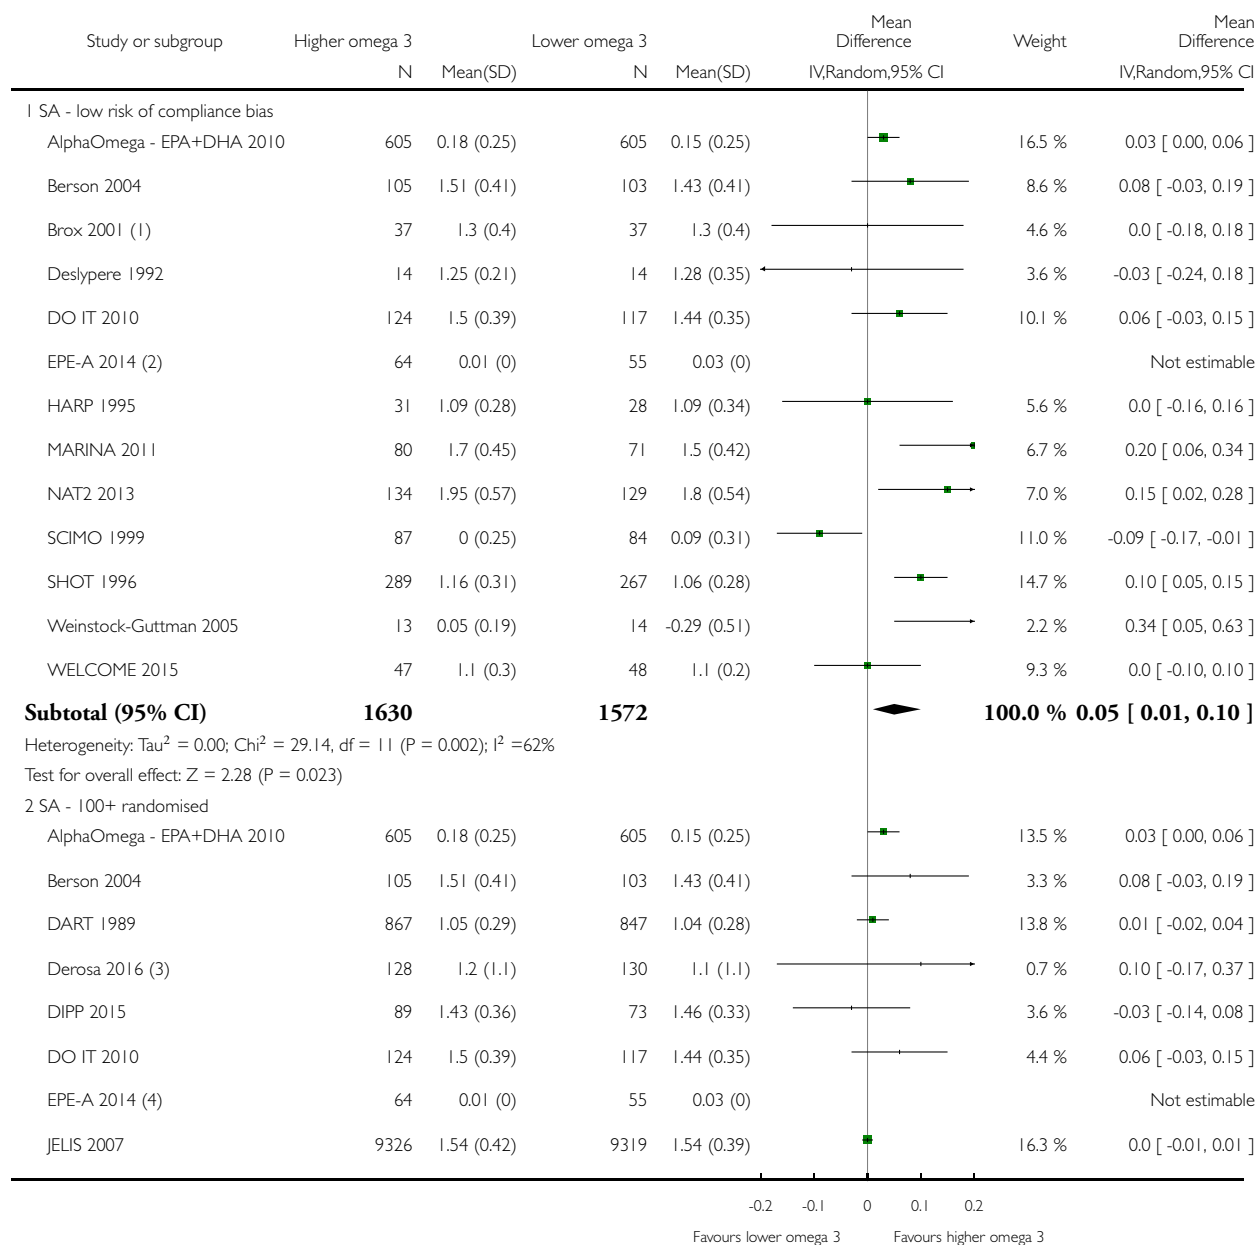 Study or subgroup Higher omega 3 Lower omega 3 Mean Difference Weight Mean Difference
N Mean(SD) N Mean(SD) IV,Random,95% CI IV,Random,95% CI
1 SA - low risk of compliance bias
AlphaOmega - EPA+DHA 2010 605 0.18 (0.25) 605 0.15 (0.25) 16.5 % 0.03 [ 0.00, 0.06 ]
Berson 2004 105 1.51 (0.41) 103 1.43 (0.41) 8.6 % 0.08 [ -0.03, 0.19 ]
Brox 2001 (1) 37 1.3 (0.4) 37 1.3 (0.4) 4.6 % 0.0 [ -0.18, 0.18 ]
Deslypere 1992 14 1.25 (0.21) 14 1.28 (0.35) 3.6 % -0.03 [ -0.24, 0.18 ]
DO IT 2010 124 1.5 (0.39) 117 1.44 (0.35) 10.1 % 0.06 [ -0.03, 0.15 ]
EPE-A 2014 (2) 64 0.01 (0) 55 0.03 (0) Not estimable
HARP 1995 31 1.09 (0.28) 28 1.09 (0.34) 5.6 % 0.0 [ -0.16, 0.16 ]
MARINA 2011 80 1.7 (0.45) 71 1.5 (0.42) 6.7 % 0.20 [ 0.06, 0.34 ]
NAT2 2013 134 1.95 (0.57) 129 1.8 (0.54) 7.0 % 0.15 [ 0.02, 0.28 ]
SCIMO 1999 87 0 (0.25) 84 0.09 (0.31) 11.0 % -0.09 [ -0.17, -0.01 ]
SHOT 1996 289 1.16 (0.31) 267 1.06 (0.28) 14.7 % 0.10 [ 0.05, 0.15 ]
Weinstock-Guttman 2005 13 0.05 (0.19) 14 -0.29 (0.51) 2.2 % 0.34 [ 0.05, 0.63 ]
WELCOME 2015 47 1.1 (0.3) 48 1.1 (0.2) 9.3 % 0.0 [ -0.10, 0.10 ]
Subtotal (95% CI) 1630 1572 100.0 % 0.05 [ 0.01, 0.10 ]
Heterogeneity: Tau² = 0.00; Chi² = 29.14, df = 11 (P = 0.002); I² =62%
Test for overall effect: Z = 2.28 (P = 0.023)
2 SA - 100+ randomised
AlphaOmega - EPA+DHA 2010 605 0.18 (0.25) 605 0.15 (0.25) 13.5 % 0.03 [ 0.00, 0.06 ]
Berson 2004 105 1.51 (0.41) 103 1.43 (0.41) 3.3 % 0.08 [ -0.03, 0.19 ]
DART 1989 867 1.05 (0.29) 847 1.04 (0.28) 13.8 % 0.01 [ -0.02, 0.04 ]
Derosa 2016 (3) 128 1.2 (1.1) 130 1.1 (1.1) 0.7 % 0.10 [ -0.17, 0.37 ]
DIPP 2015 89 1.43 (0.36) 73 1.46 (0.33) 3.6 % -0.03 [ -0.14, 0.08 ]
DO IT 2010 124 1.5 (0.39) 117 1.44 (0.35) 4.4 % 0.06 [ -0.03, 0.15 ]
EPE-A 2014 (4) 64 0.01 (0) 55 0.03 (0) Not estimable
JELIS 2007 9326 1.54 (0.42) 9319 1.54 (0.39) 16.3 % 0.0 [ -0.01, 0.01 ]
-0.2 -0.1 0 0.1 0.2
Favours lower omega 3 Favours higher omega 3